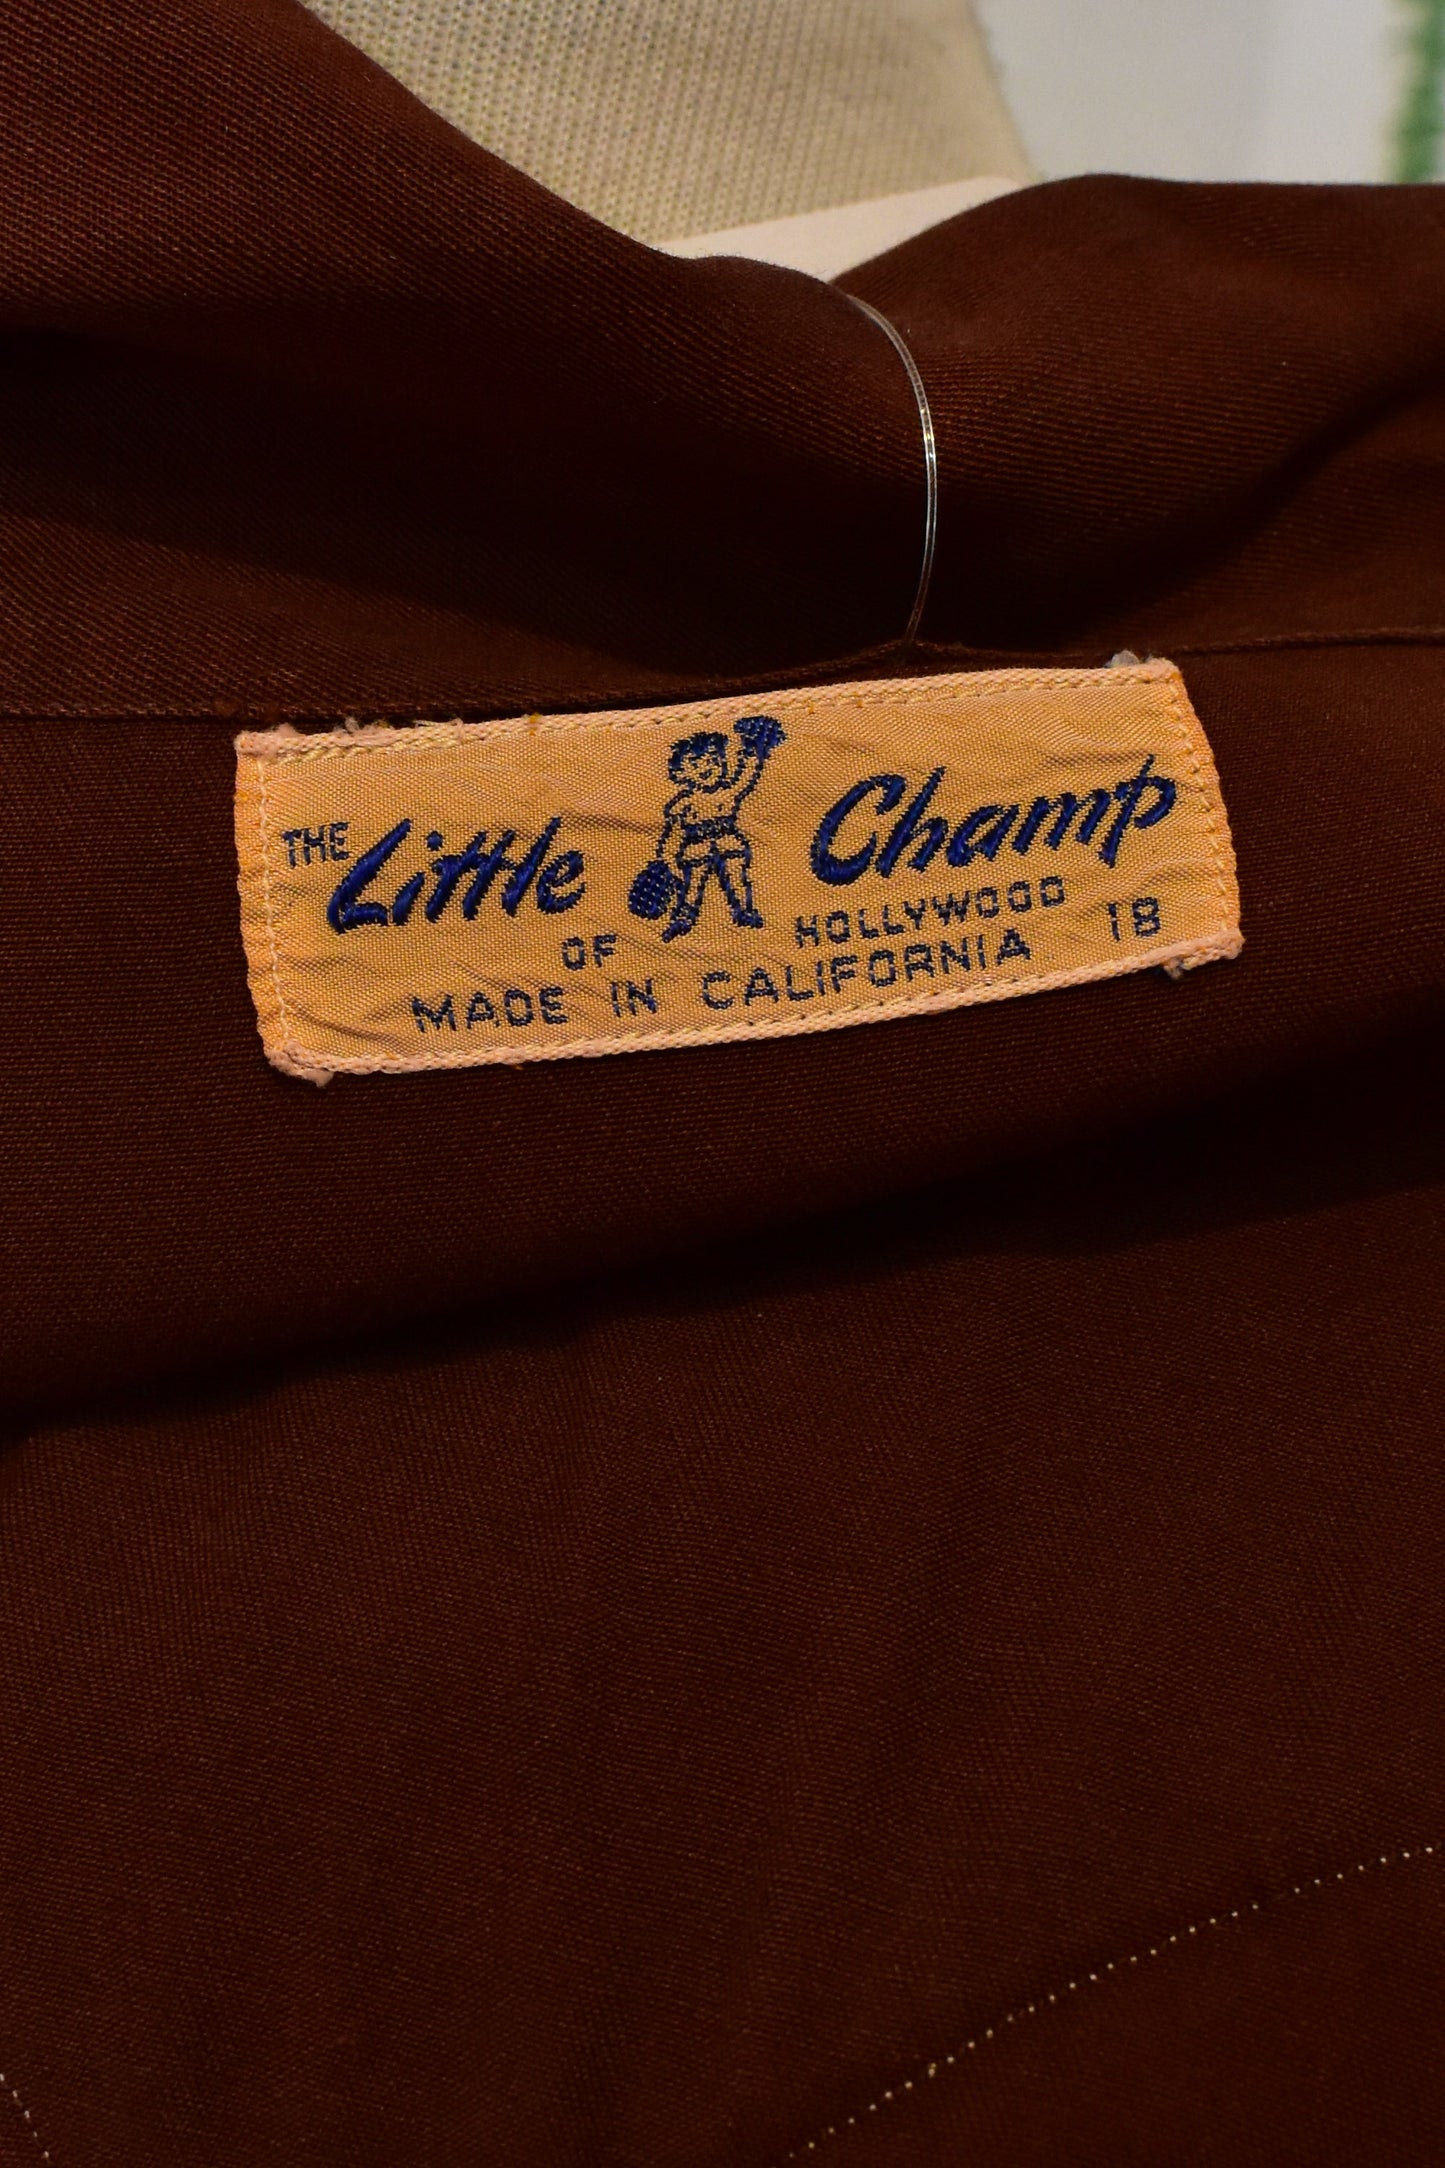 THE Little Champ
OF HOLLYWOOD 18
MADE IN CALIFORNIA